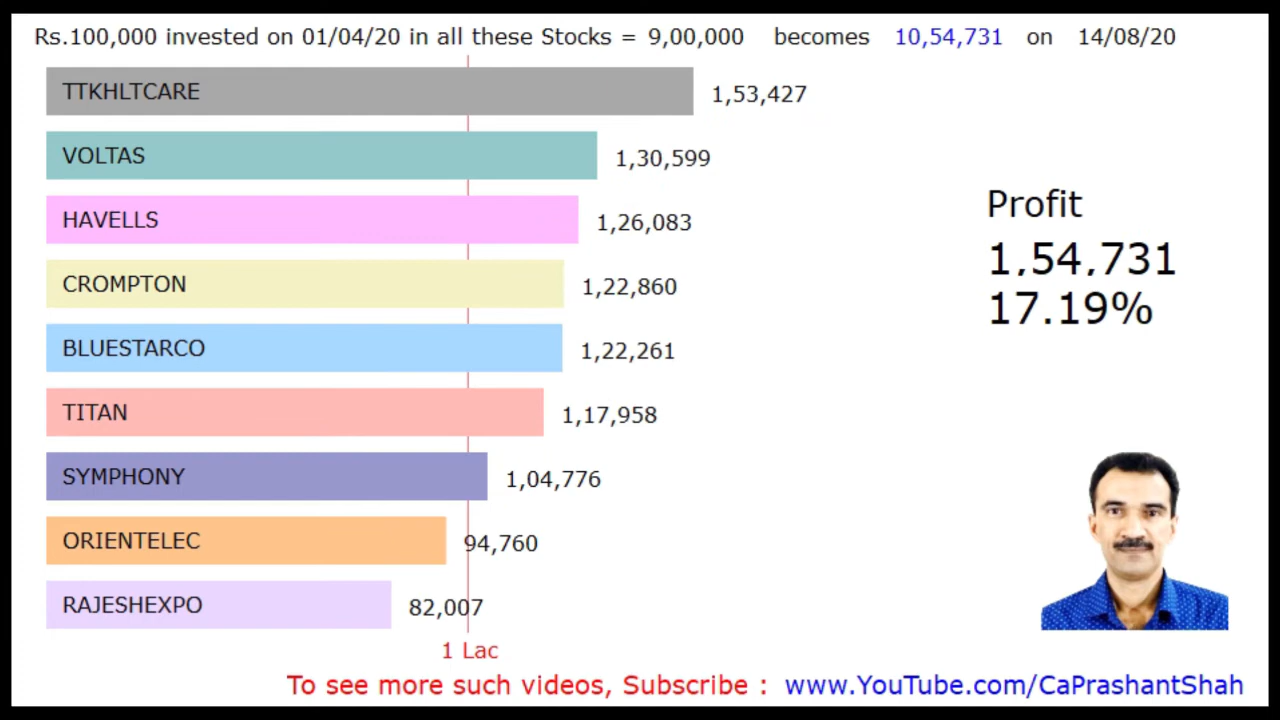 Rs.100,000 invested on 01/04/20 in all these Stocks = 9,00,000 becomes 10,54,731 on 14/08/20
TTKHLTCARE 1,53,427
VOLTAS 1,30,599
HAVELLS 1,26,083
CROMPTON 1,22,860
BLUESTARCO 1,22,261
TITAN 1,17,958
SYMPHONY 1,04,776
ORIENTELEC 94,760
RAJESHEXPO 82,007
1 Lac
Profit
1,54,731
17.19%
To see more such videos, Subscribe : www.YouTube.com/CaPrashantShah